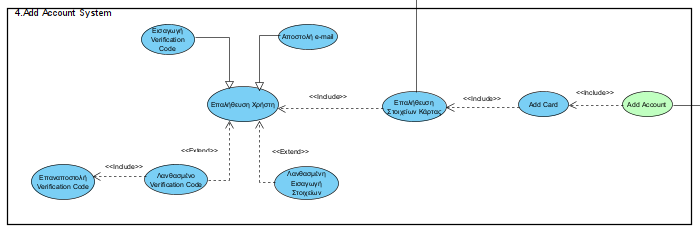 4.Add Account System
Εισαγωγή
Verification
Code
Αποστολή e-mail
Επαλήθευση Χρήστη
<<Include>>
Επαλήθευση
Στοιχείων Κάρτας
<<Include>>
Add Card
<<Include>>
Add Account
<<Extend>>
<<Extend>>
Επαναποστολή
Verification Code
<<Include>>
Λανθασμένο
Verification Code
Λανθασμένη
Εισαγωγή
Στοιχείων